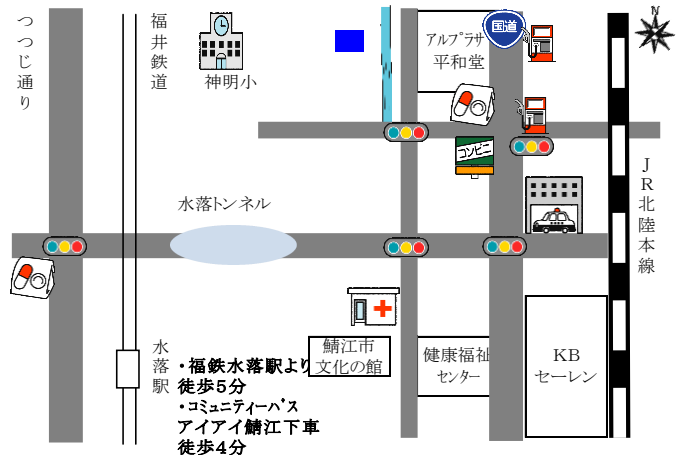 つつじ通り
福井鉄道
神明小
アルプラザ
平和堂
国道
N
コンビニ
JR北陸本線
水落トンネル
水落駅
・福鉄水落駅より
徒歩5分
・コミュニティーバス
アイアイ鯖江下車
徒歩4分
鯖江市
文化の館
健康福祉
センター
KB
セーレン